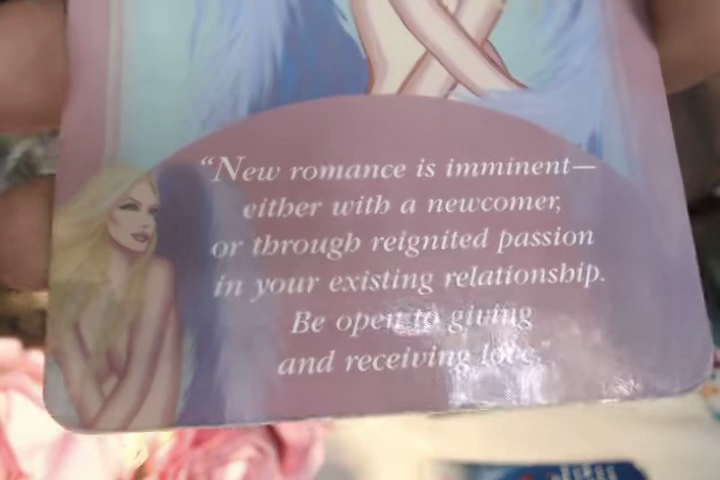 "New romance is imminent—
either with a newcomer,
or through reignited passion
in your existing relationship.
Be open to giving
and receiving love."